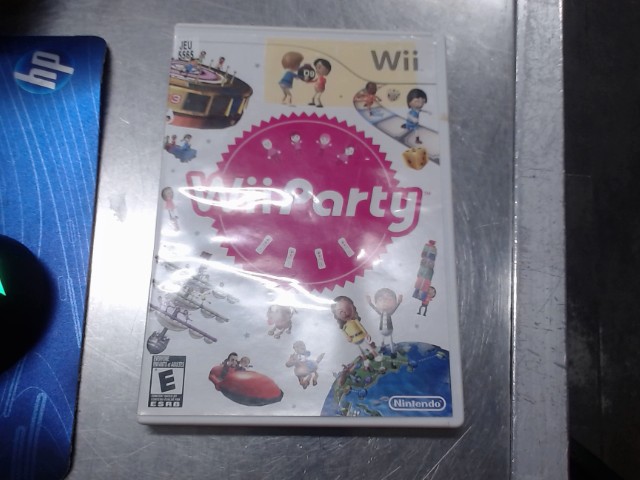 hp
JEU
Wii
Wii Party
E
ESRB
Nintendo